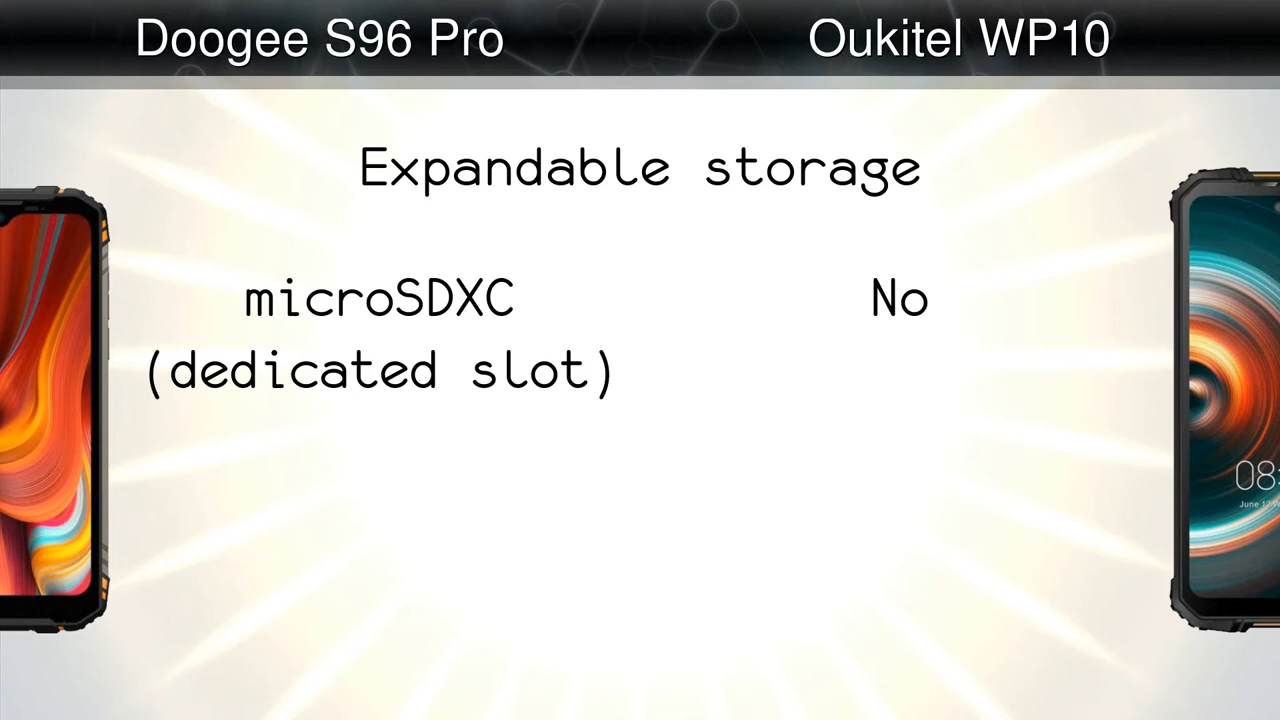 Doogee S96 Pro
Oukitel WP10
Expandable storage
microSDXC
(dedicated slot)
No